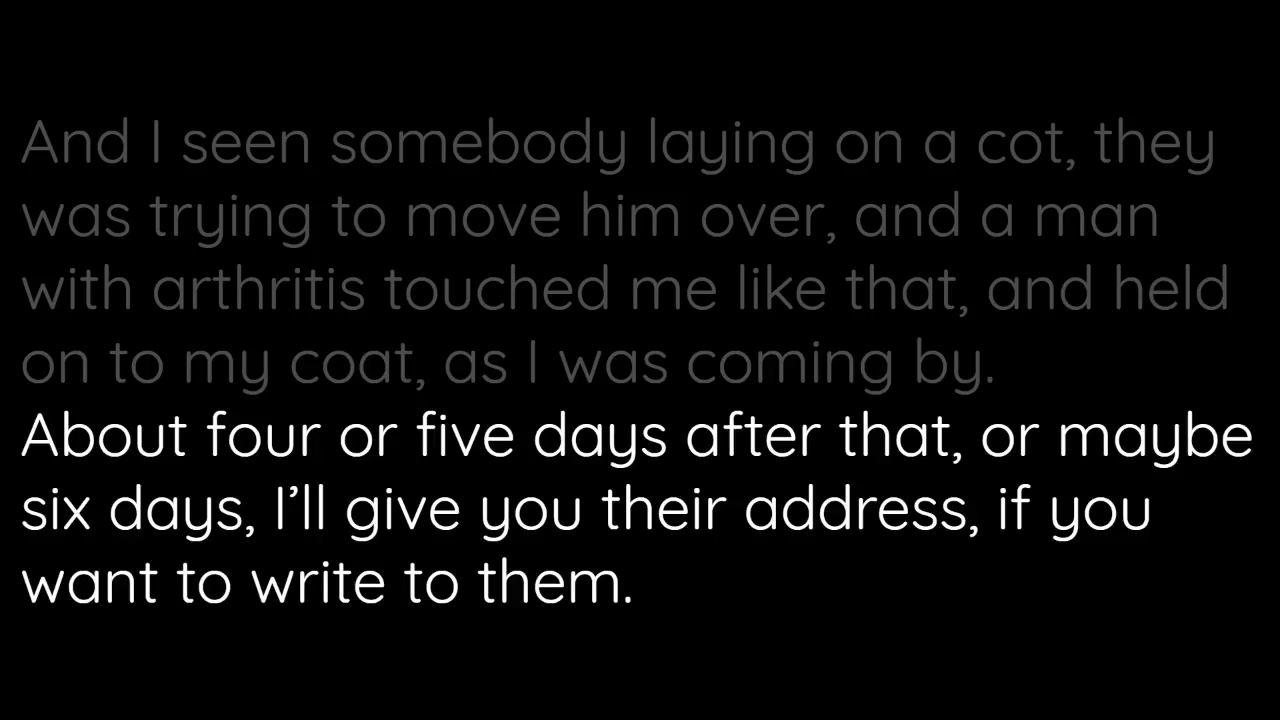 And I seen somebody laying on a cot, they
was trying to move him over, and a man
with arthritis touched me like that, and held
on to my coat, as I was coming by.
About four or five days after that, or maybe
six days, I’ll give you their address, if you
want to write to them.